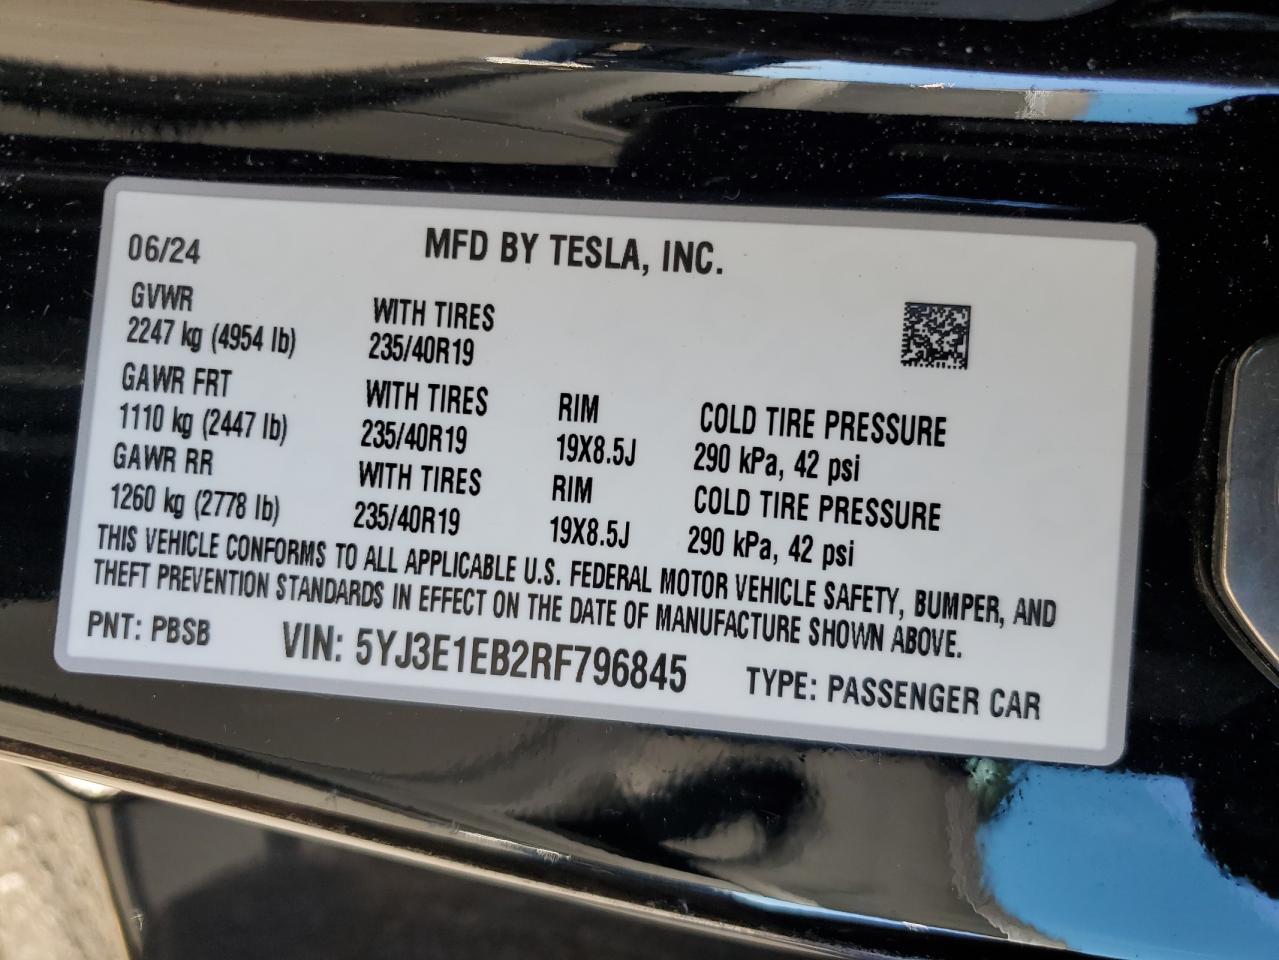 06/24 MFD BY TESLA, INC.
GVWR WITH TIRES
2247 kg (4954 lb) 235/40R19
GAWR FRT WITH TIRES RIM COLD TIRE PRESSURE
1110 kg (2447 lb) 235/40R19 19X8.5J 290 kPa, 42 psi
GAWR RR WITH TIRES RIM COLD TIRE PRESSURE
1260 kg (2778 lb) 235/40R19 19X8.5J 290 kPa, 42 psi
THIS VEHICLE CONFORMS TO ALL APPLICABLE U.S. FEDERAL MOTOR VEHICLE SAFETY, BUMPER, AND
THEFT PREVENTION STANDARDS IN EFFECT ON THE DATE OF MANUFACTURE SHOWN ABOVE.
PNT: PBSB VIN: 5YJ3E1EB2RF796845 TYPE: PASSENGER CAR